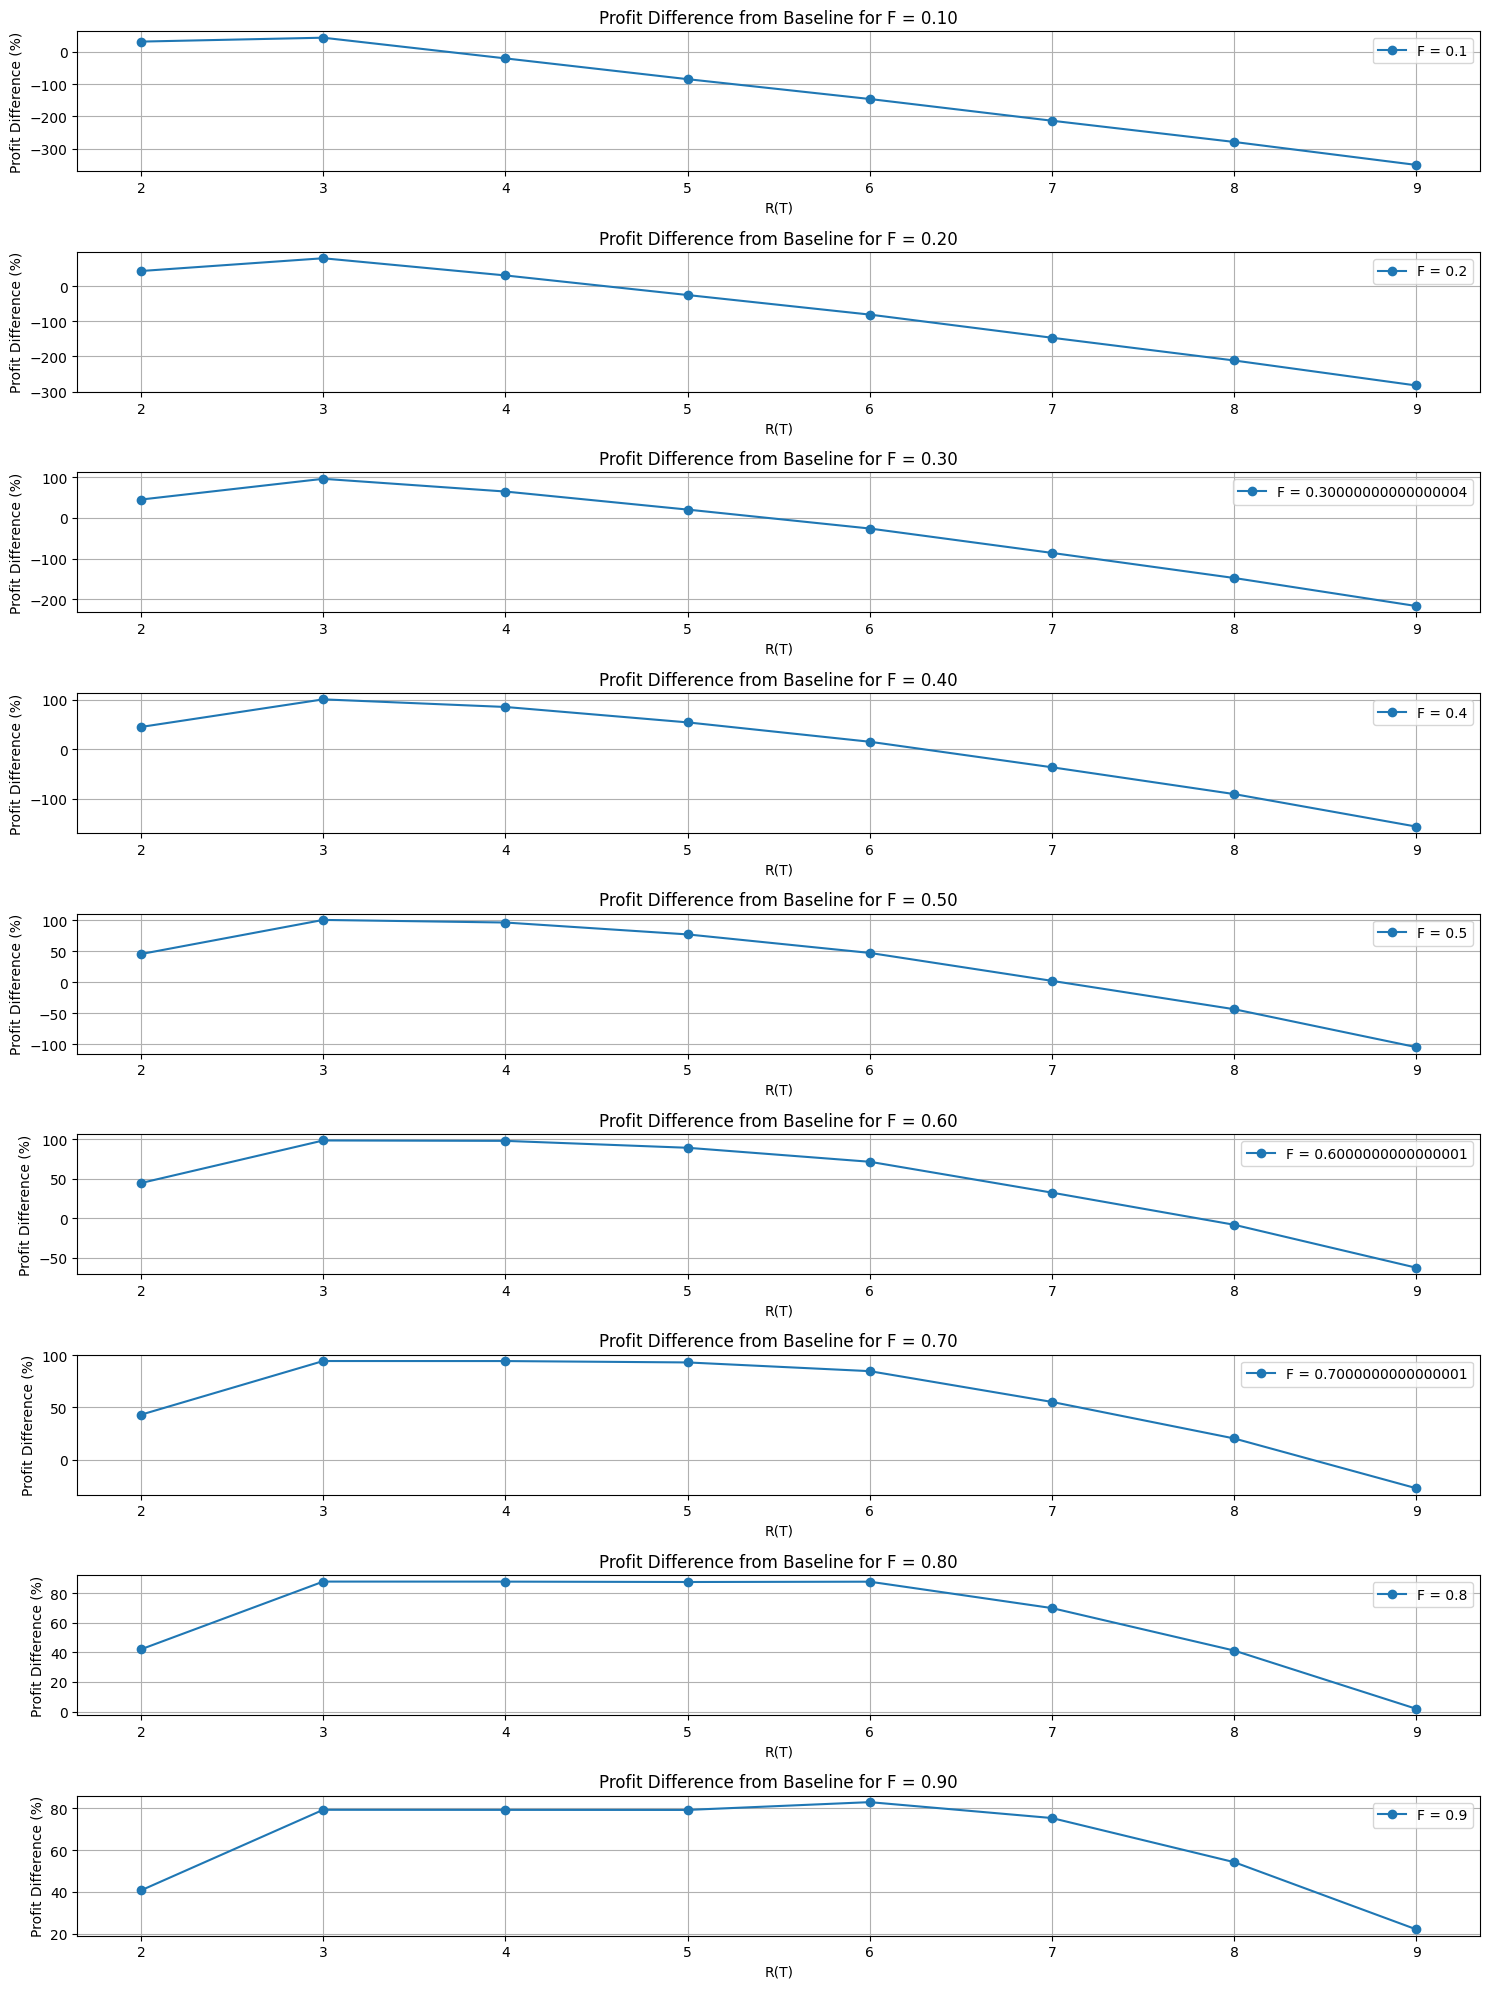 Profit Difference from Baseline for F = 0.10
Profit Difference (%)
0
−100
−200
−300
F = 0.1
2 3 4 5 6 7 8 9
R(T)
Profit Difference from Baseline for F = 0.20
Profit Difference (%)
0
−100
−200
−300
F = 0.2
2 3 4 5 6 7 8 9
R(T)
Profit Difference from Baseline for F = 0.30
Profit Difference (%)
100
0
−100
−200
F = 0.30000000000000004
2 3 4 5 6 7 8 9
R(T)
Profit Difference from Baseline for F = 0.40
Profit Difference (%)
100
0
−100
F = 0.4
2 3 4 5 6 7 8 9
R(T)
Profit Difference from Baseline for F = 0.50
Profit Difference (%)
100
50
0
−50
−100
F = 0.5
2 3 4 5 6 7 8 9
R(T)
Profit Difference from Baseline for F = 0.60
Profit Difference (%)
100
50
0
−50
F = 0.6000000000000001
2 3 4 5 6 7 8 9
R(T)
Profit Difference from Baseline for F = 0.70
Profit Difference (%)
100
50
0
F = 0.7000000000000001
2 3 4 5 6 7 8 9
R(T)
Profit Difference from Baseline for F = 0.80
Profit Difference (%)
80
60
40
20
0
F = 0.8
2 3 4 5 6 7 8 9
R(T)
Profit Difference from Baseline for F = 0.90
Profit Difference (%)
80
60
40
20
F = 0.9
2 3 4 5 6 7 8 9
R(T)